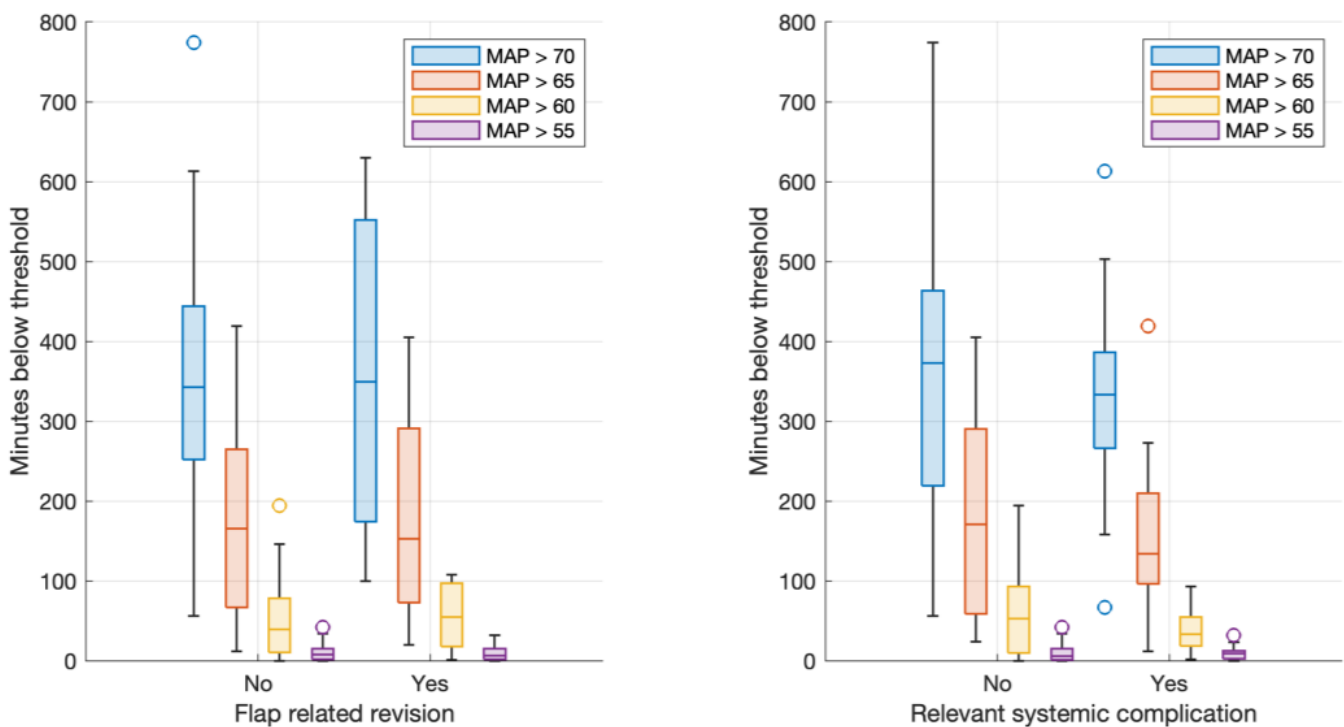 800
700
600
500
400
300
200
100
0
Minutes below threshold
MAP > 70
MAP > 65
MAP > 60
MAP > 55
No
Yes
Flap related revision
800
700
600
500
400
300
200
100
0
Minutes below threshold
MAP > 70
MAP > 65
MAP > 60
MAP > 55
No
Yes
Relevant systemic complication